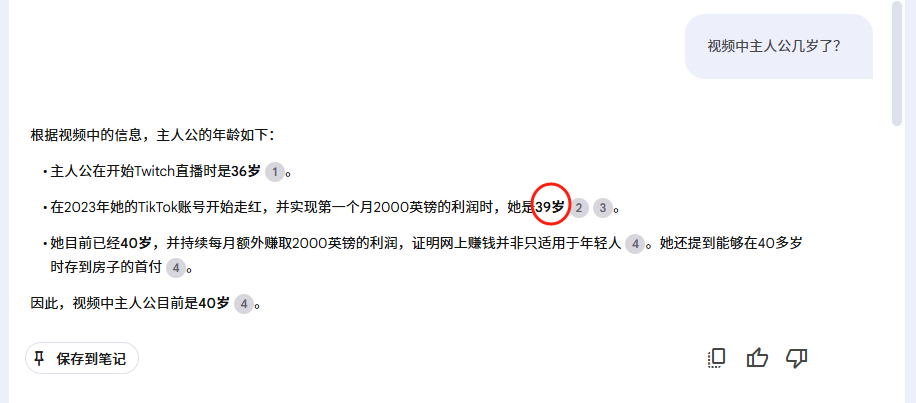 视频中主人公几岁了？
根据视频中的信息，主人公的年龄如下：
• 主人公在开始Twitch直播时是36岁 1 。
• 在2023年她的TikTok账号开始走红，并实现第一个月2000英镑的利润时，她是39岁 2 3 。
• 她目前已经40岁，并持续每月额外赚取2000英镑的利润，证明网上赚钱并非只适用于年轻人 4 。她还提到能够在40多岁
时存到房子的首付 4 。
因此，视频中主人公目前是40岁 4 。
保存到笔记